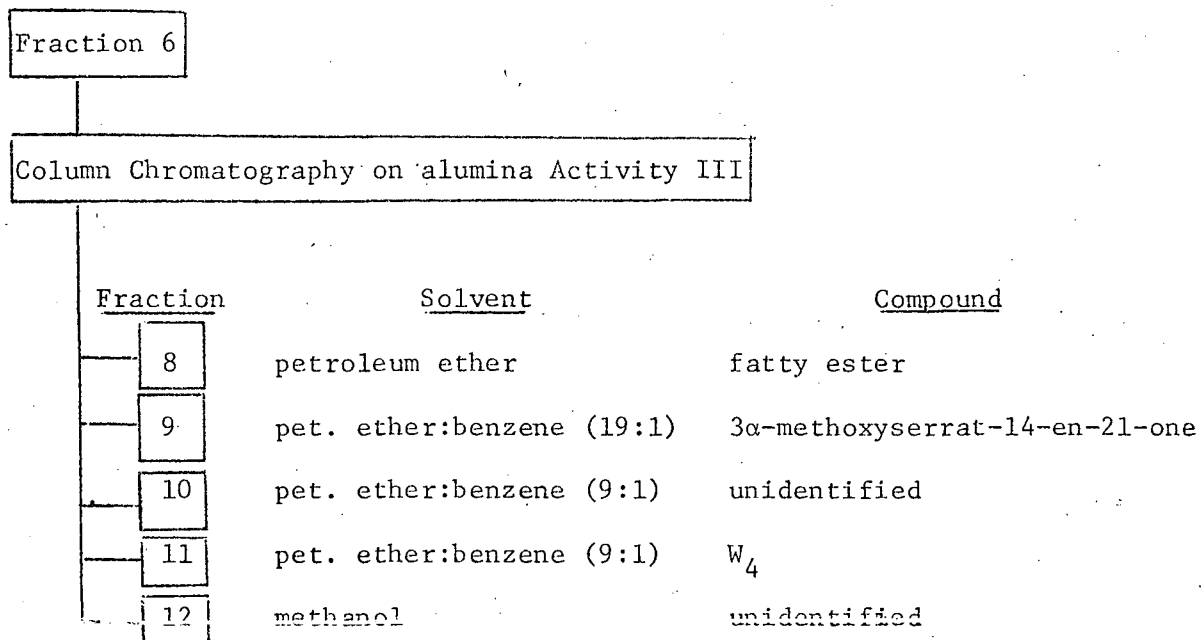 Fraction 6
Column Chromatography on alumina Activity III
Fraction Solvent Compound
8 petroleum ether fatty ester
9 pet. ether:benzene (19:1) 3α-methoxyserrat-14-en-21-one
10 pet. ether:benzene (9:1) unidentified
11 pet. ether:benzene (9:1) W4
12 methanol unidentified